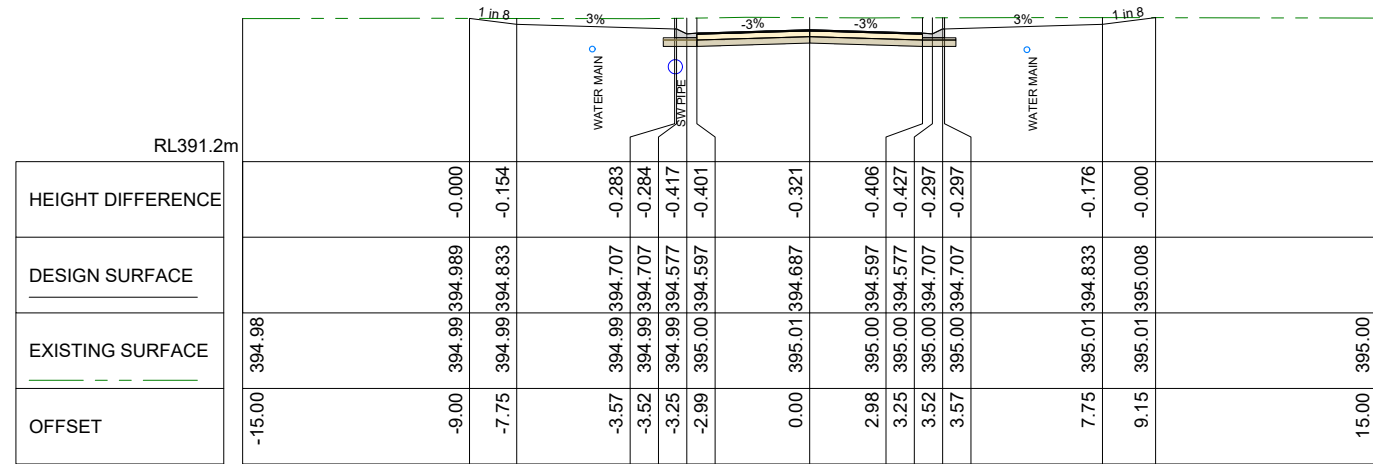 1 in 8 3% -3% -3% 3% 1 in 8
WATER MAIN
SW PIPE
WATER MAIN
RL391.2m
HEIGHT DIFFERENCE -0.000 -0.154 -0.283 -0.284 -0.417 -0.401 -0.321 -0.406 -0.427 -0.297 -0.297 -0.176 -0.000
DESIGN SURFACE 394.989 394.833 394.707 394.707 394.577 394.597 394.687 394.597 394.577 394.707 394.707 394.833 395.008
EXISTING SURFACE 394.98 394.99 394.99 394.99 394.99 394.99 395.00 395.01 395.00 395.00 395.00 395.00 395.01 395.01 395.00
OFFSET -15.00 -9.00 -7.75 -3.57 -3.52 -3.25 -2.99 0.00 2.98 3.25 3.52 3.57 7.75 9.15 15.00